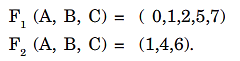 F₁ (A, B, C) = ( 0,1,2,5,7)
F₂ (A, B, C) = (1,4,6).